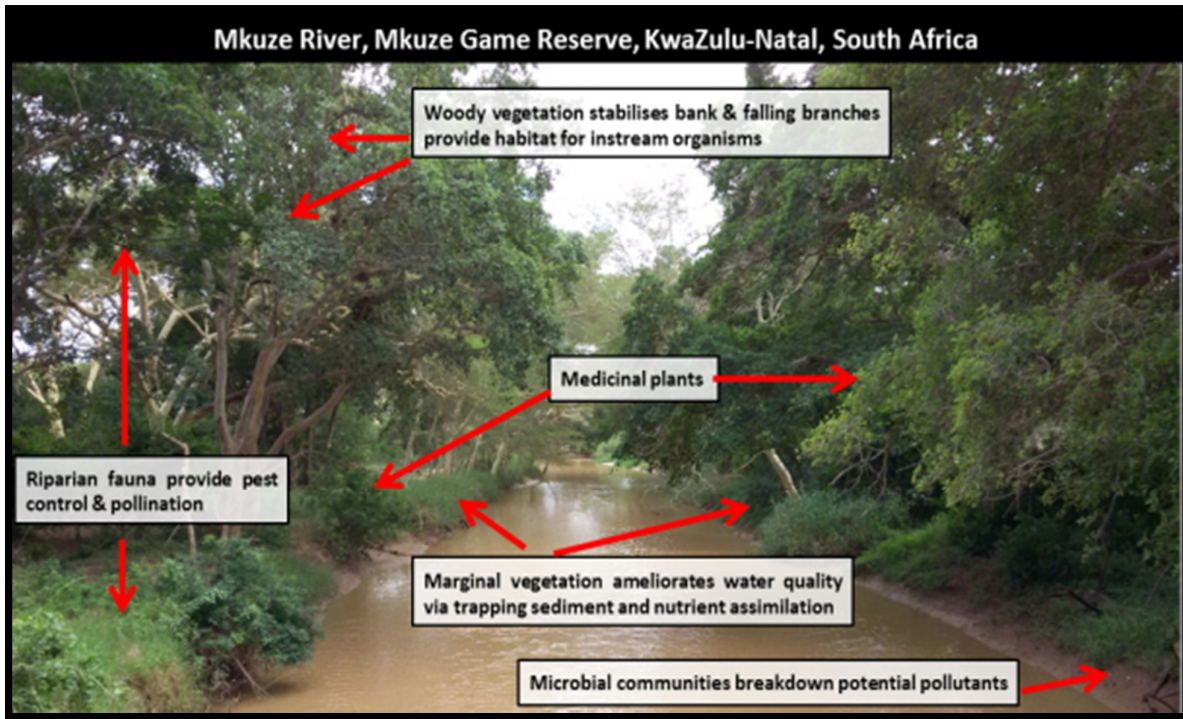 Mkuze River, Mkuze Game Reserve, KwaZulu-Natal, South Africa
Woody vegetation stabilises bank & falling branches
provide habitat for instream organisms
Medicinal plants
Riparian fauna provide pest
control & pollination
Marginal vegetation ameliorates water quality
via trapping sediment and nutrient assimilation
Microbial communities breakdown potential pollutants